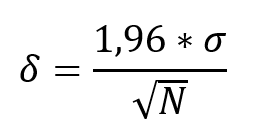 δ = 1,96 ∗ σ / √N